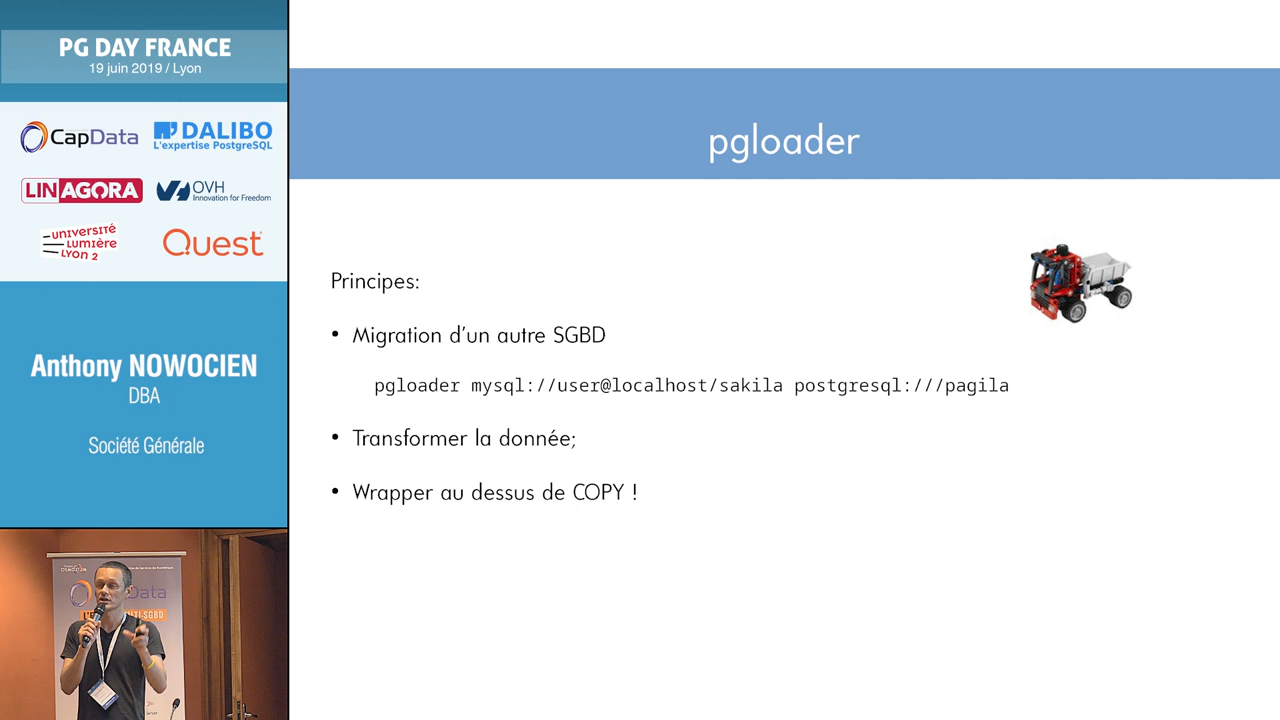 PG DAY FRANCE
19 juin 2019 / Lyon
CapData
DALIBO
L'expertise PostgreSQL
LINAGORA
OVH
Innovation for Freedom
UNIVERSITÉ
LUMIÈRE
LYON 2
Quest
Anthony NOWOCIEN
DBA
Société Générale
pgloader
Principes:
• Migration d'un autre SGBD
pgloader mysql://user@localhost/sakila postgresql:///pagila
• Transformer la donnée;
• Wrapper au dessus de COPY !